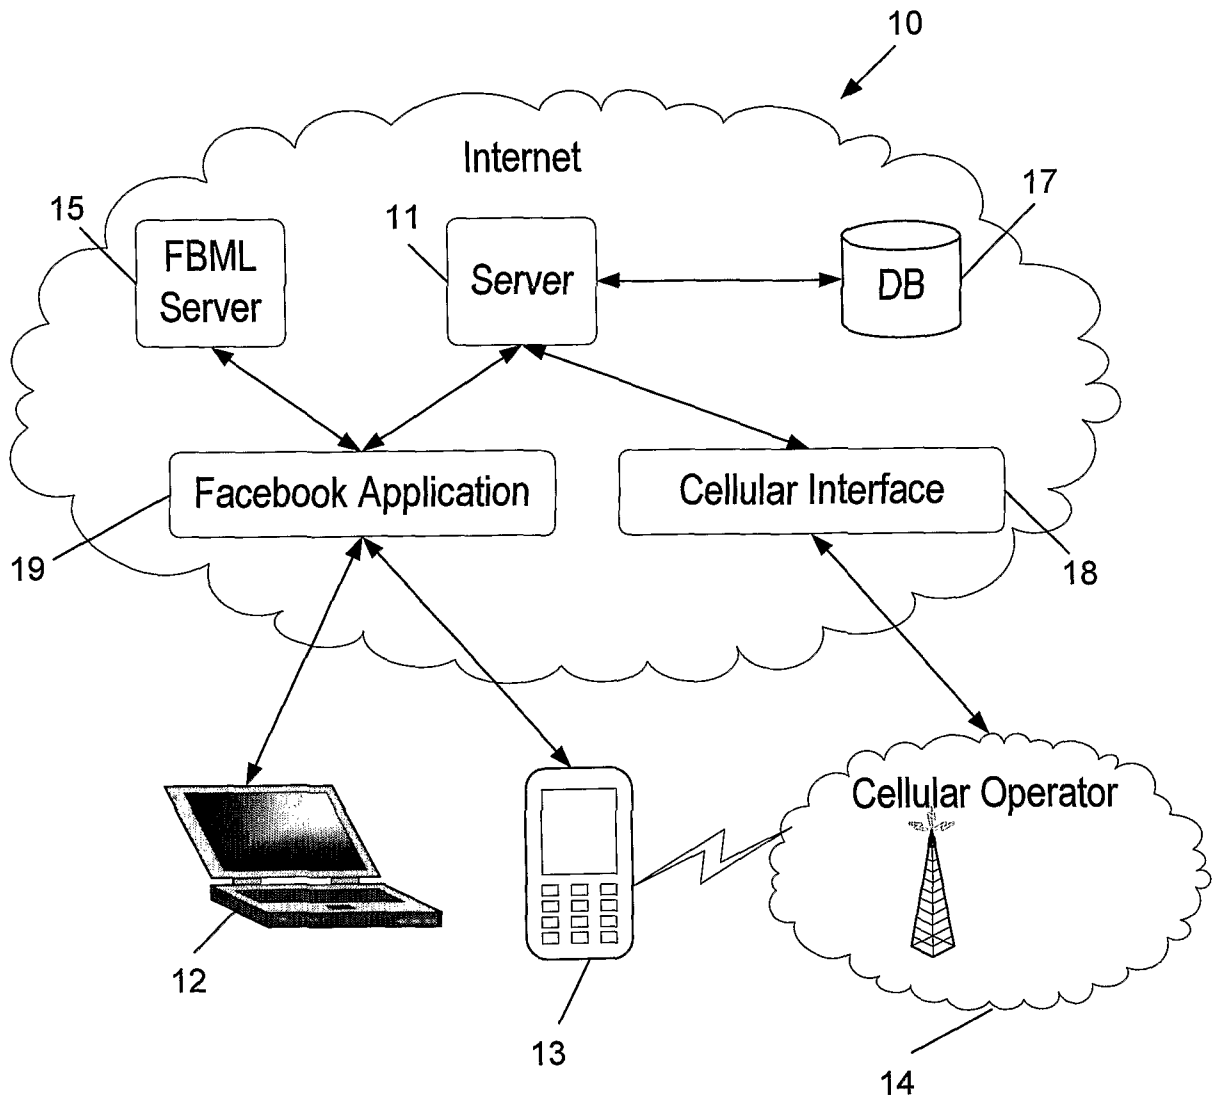 10
Internet
17
15
11
FBML
Server
Server
DB
Facebook Application
Cellular Interface
19
18
Cellular Operator
12
13
14